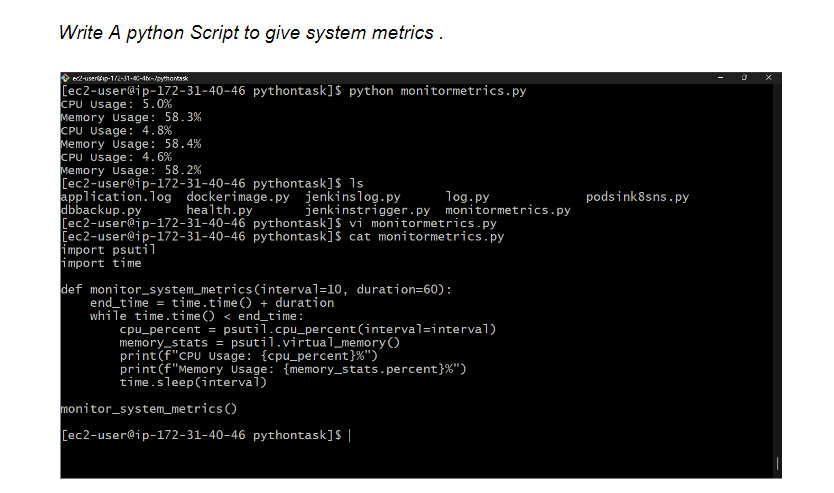 Write A python Script to give system metrics .
ec2-user@ip-172-31-40-46:~/pythontask
[ec2-user@ip-172-31-40-46 pythontask]$ python monitormetrics.py
CPU Usage: 5.0%
Memory Usage: 58.3%
CPU Usage: 4.8%
Memory Usage: 58.4%
CPU Usage: 4.6%
Memory Usage: 58.2%
[ec2-user@ip-172-31-40-46 pythontask]$ ls
application.log  dockerimage.py  jenkinslog.py      log.py             podsink8sns.py
dbbackup.py      health.py       jenkinstrigger.py  monitormetrics.py
[ec2-user@ip-172-31-40-46 pythontask]$ vi monitormetrics.py
[ec2-user@ip-172-31-40-46 pythontask]$ cat monitormetrics.py
import psutil
import time
def monitor_system_metrics(interval=10, duration=60):
    end_time = time.time() + duration
    while time.time() < end_time:
        cpu_percent = psutil.cpu_percent(interval=interval)
        memory_stats = psutil.virtual_memory()
        print(f"CPU Usage: {cpu_percent}%")
        print(f"Memory Usage: {memory_stats.percent}%")
        time.sleep(interval)
monitor_system_metrics()
[ec2-user@ip-172-31-40-46 pythontask]$